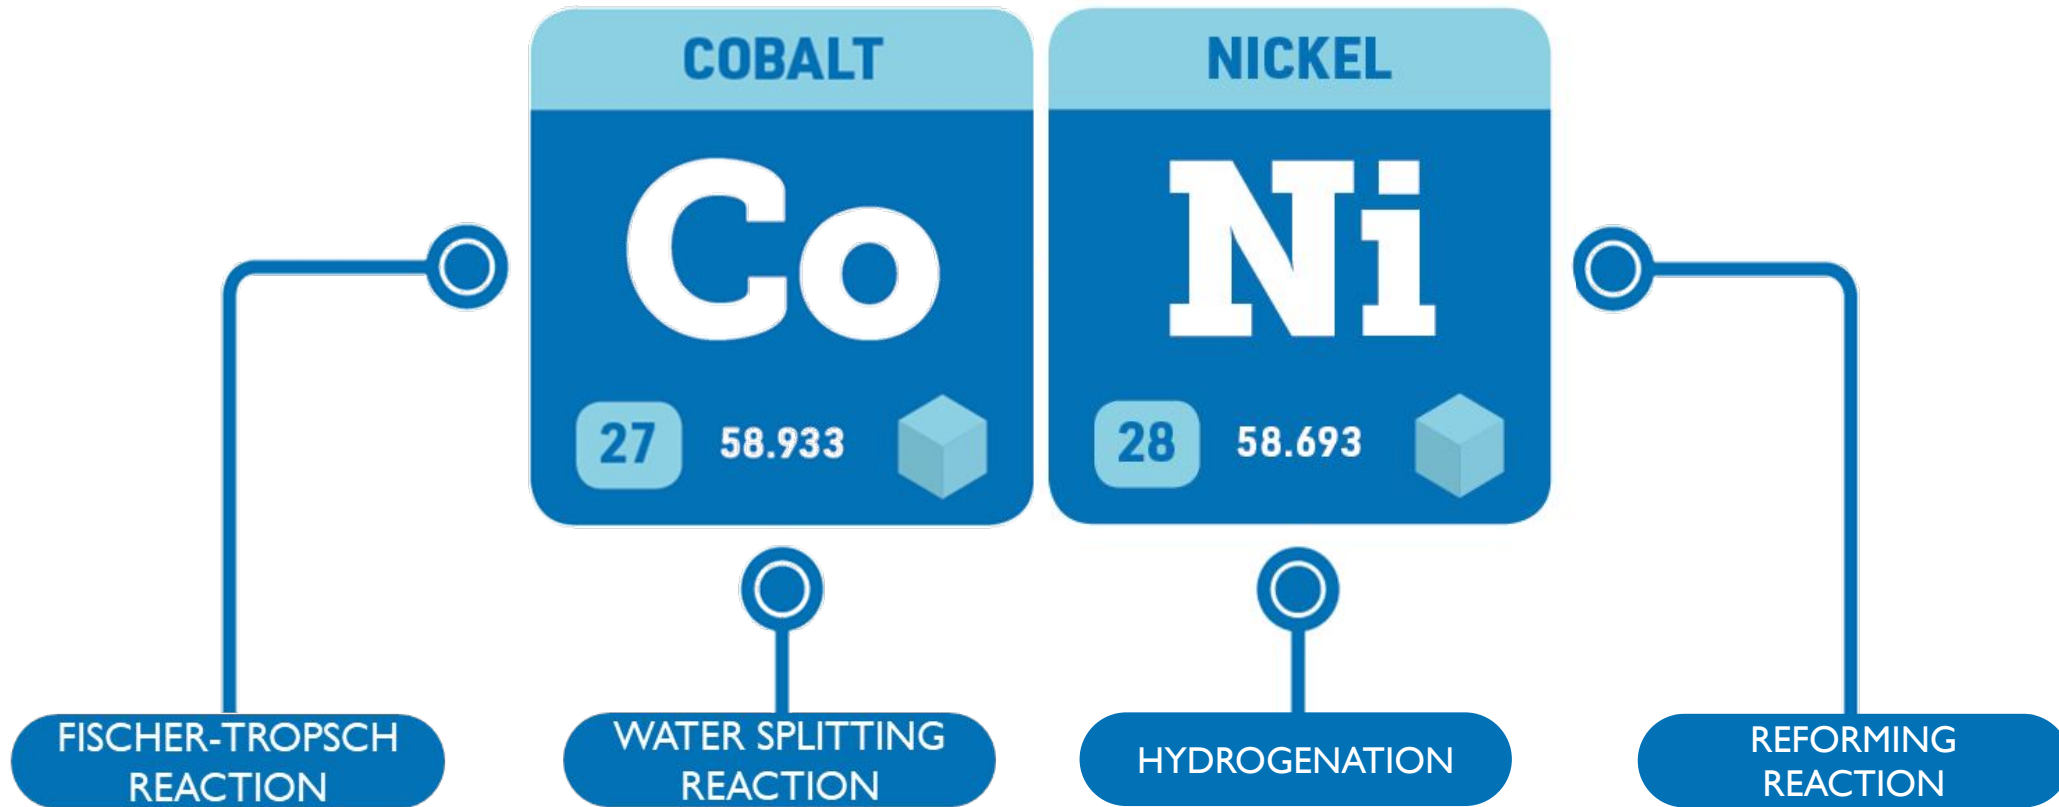 COBALT
Co
27 58.933
NICKEL
Ni
28 58.693
FISCHER-TROPSCH
REACTION
WATER SPLITTING
REACTION
HYDROGENATION
REFORMING
REACTION